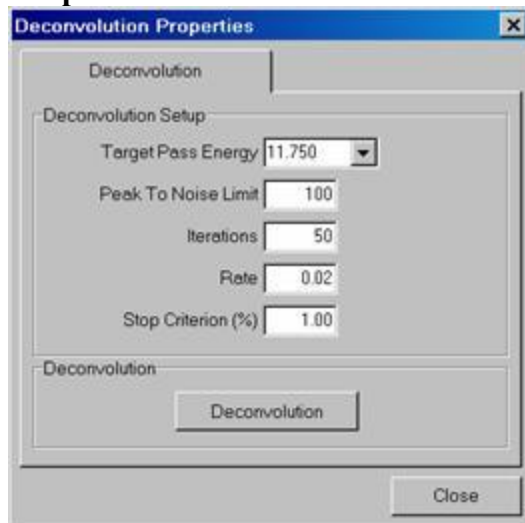 Deconvolution Properties
Deconvolution
Deconvolution Setup
Target Pass Energy 11.750
Peak To Noise Limit 100
Iterations 50
Rate 0.02
Stop Criterion (%) 1.00
Deconvolution
Deconvolution
Close